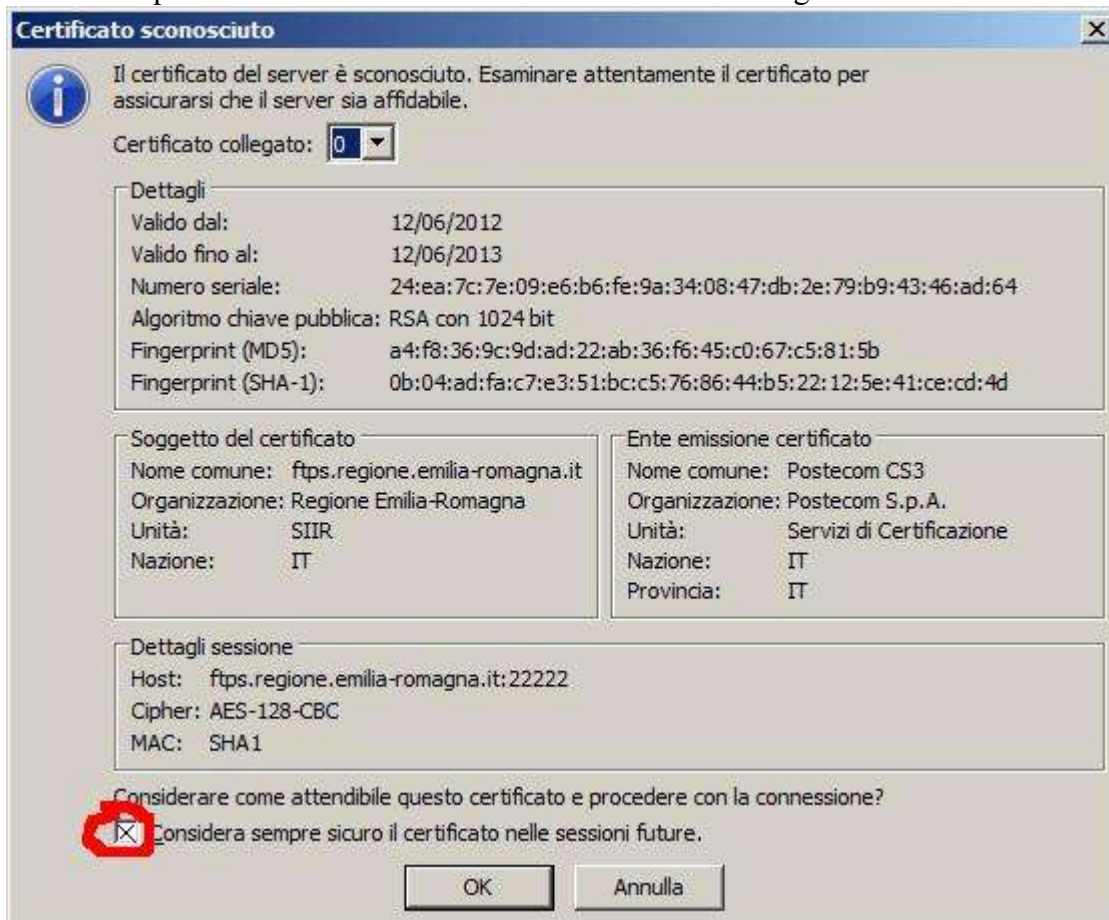 Certificato sconosciuto
Il certificato del server è sconosciuto. Esaminare attentamente il certificato per
assicurarsi che il server sia affidabile.
Certificato collegato: 0
Dettagli
Valido dal: 12/06/2012
Valido fino al: 12/06/2013
Numero seriale: 24:ea:7c:7e:09:e6:b6:fe:9a:34:08:47:db:2e:79:b9:43:46:ad:64
Algoritmo chiave pubblica: RSA con 1024 bit
Fingerprint (MD5): a4:f8:36:9c:9d:ad:22:ab:36:f6:45:c0:67:c5:81:5b
Fingerprint (SHA-1): 0b:04:ad:fa:c7:e3:51:bc:c5:76:86:44:b5:22:12:5e:41:ce:cd:4d
Soggetto del certificato
Nome comune: ftps.regione.emilia-romagna.it
Organizzazione: Regione Emilia-Romagna
Unità: SIIR
Nazione: IT
Ente emissione certificato
Nome comune: Postecom CS3
Organizzazione: Postecom S.p.A.
Unità: Servizi di Certificazione
Nazione: IT
Provincia: IT
Dettagli sessione
Host: ftps.regione.emilia-romagna.it:22222
Cipher: AES-128-CBC
MAC: SHA1
Considerare come attendibile questo certificato e procedere con la connessione?
Considera sempre sicuro il certificato nelle sessioni future.
OK Annulla